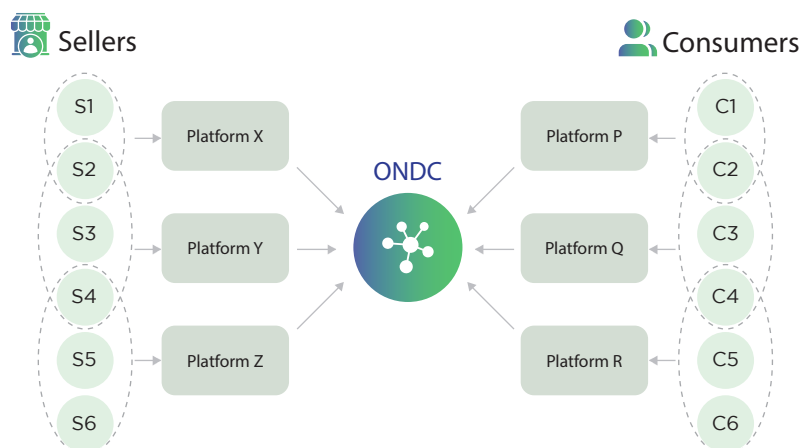 Sellers
Consumers
S1
Platform X
Platform P
C1
S2
ONDC
C2
S3
Platform Y
Platform Q
C3
S4
C4
S5
Platform Z
Platform R
C5
S6
C6